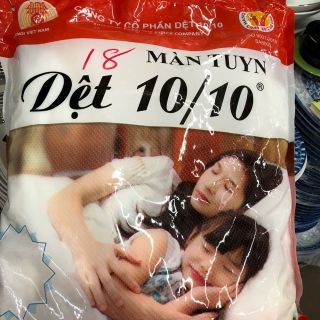 CÔNG TY CỔ PHẦN DỆT 10/10
18 MÀN TUYN
Dệt 10/10®